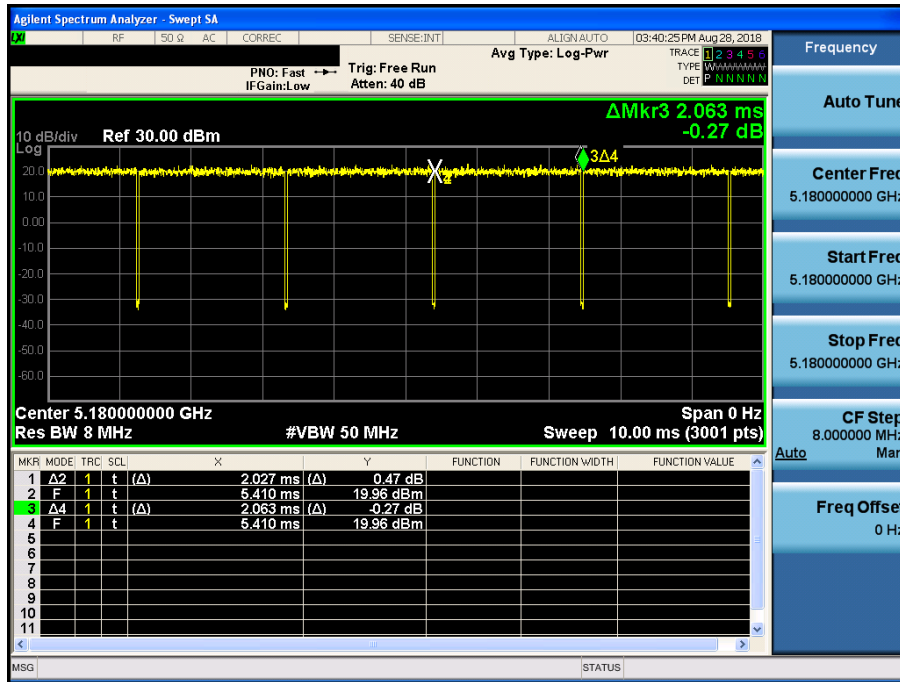 Agilent Spectrum Analyzer - Swept SA
LXI RF 50 Ω AC CORREC SENSE:INT ALIGN AUTO 03:40:25 PM Aug 28, 2018
Avg Type: Log-Pwr TRACE 1 2 3 4 5 6
PNO: Fast Trig: Free Run TYPE WWWWWW
IFGain:Low Atten: 40 dB DET P N N N N N
ΔMkr3 2.063 ms
-0.27 dB
10 dB/div Ref 30.00 dBm
Log
3Δ4
20.0
10.0
0.00
-10.0
-20.0
-30.0
-40.0
-50.0
-60.0
Center 5.180000000 GHz Span 0 Hz
Res BW 8 MHz #VBW 50 MHz Sweep 10.00 ms (3001 pts)
MKR MODE TRC SCL X Y FUNCTION FUNCTION WIDTH FUNCTION VALUE
1 Δ2 1 t (Δ) 2.027 ms (Δ) 0.47 dB
2 F 1 t 5.410 ms 19.96 dBm
3 Δ4 1 t (Δ) 2.063 ms (Δ) -0.27 dB
4 F 1 t 5.410 ms 19.96 dBm
5
6
7
8
9
10
11
MSG STATUS
Frequency
Auto Tune
Center Freq
5.180000000 GHz
Start Freq
5.180000000 GHz
Stop Freq
5.180000000 GHz
CF Step
8.000000 MHz
Auto Man
Freq Offset
0 Hz